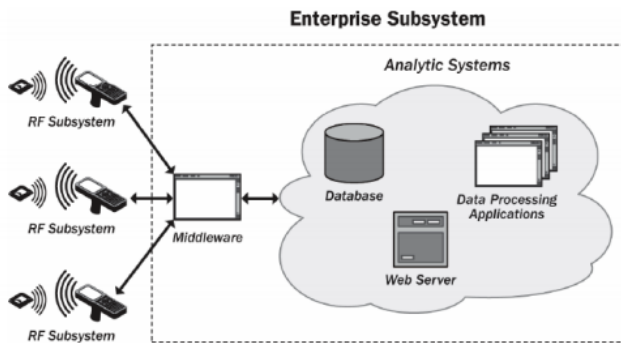 Enterprise Subsystem
Analytic Systems
RF Subsystem
RF Subsystem
RF Subsystem
Middleware
Database
Data Processing
Applications
Web Server